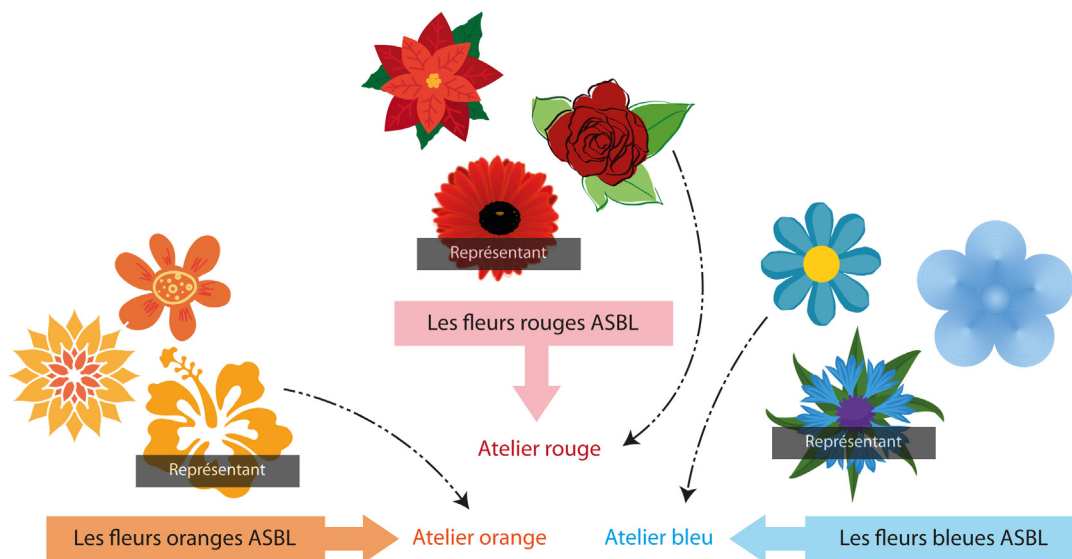 Représentant
Les fleurs rouges ASBL
Atelier rouge
Représentant
Les fleurs oranges ASBL
Atelier orange
Représentant
Atelier bleu
Les fleurs bleues ASBL